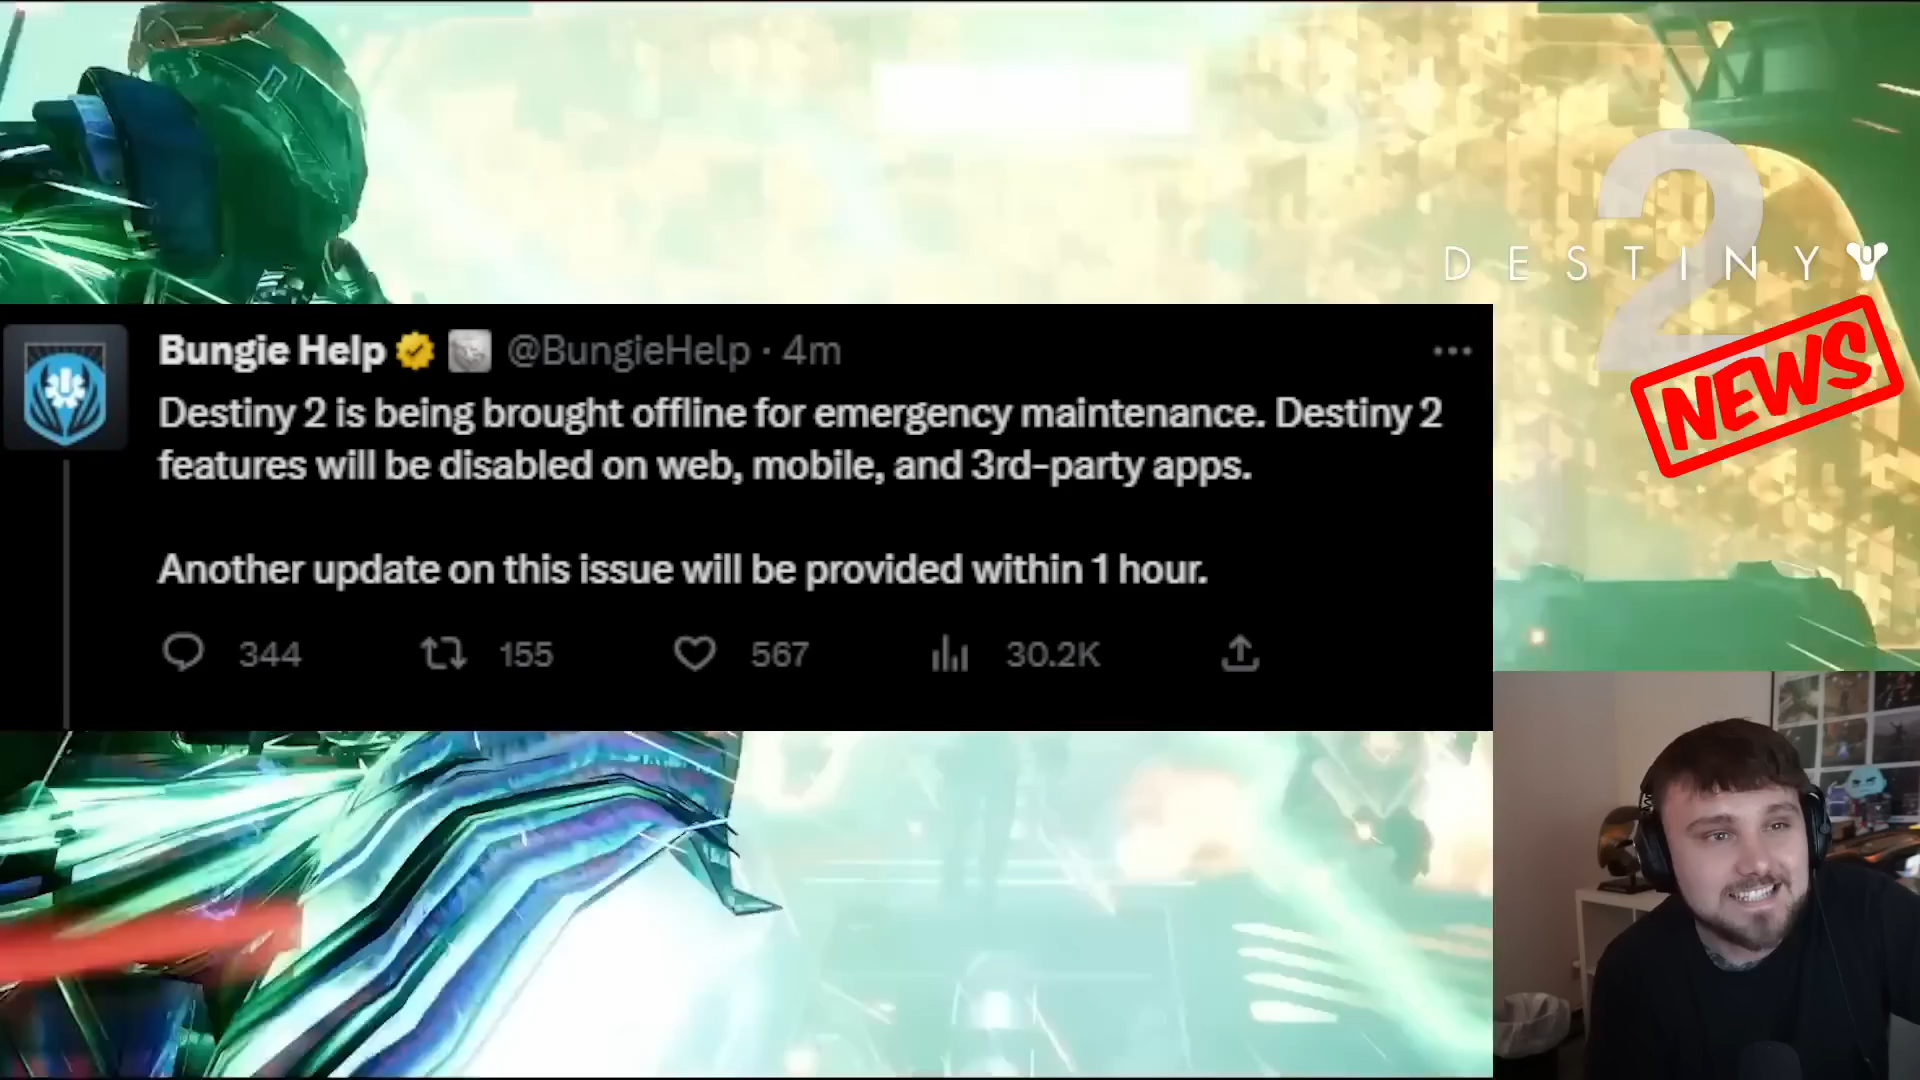 2
DESTINY
NEWS
Bungie Help @BungieHelp · 4m
Destiny 2 is being brought offline for emergency maintenance. Destiny 2
features will be disabled on web, mobile, and 3rd-party apps.
Another update on this issue will be provided within 1 hour.
344 155 567 30.2K